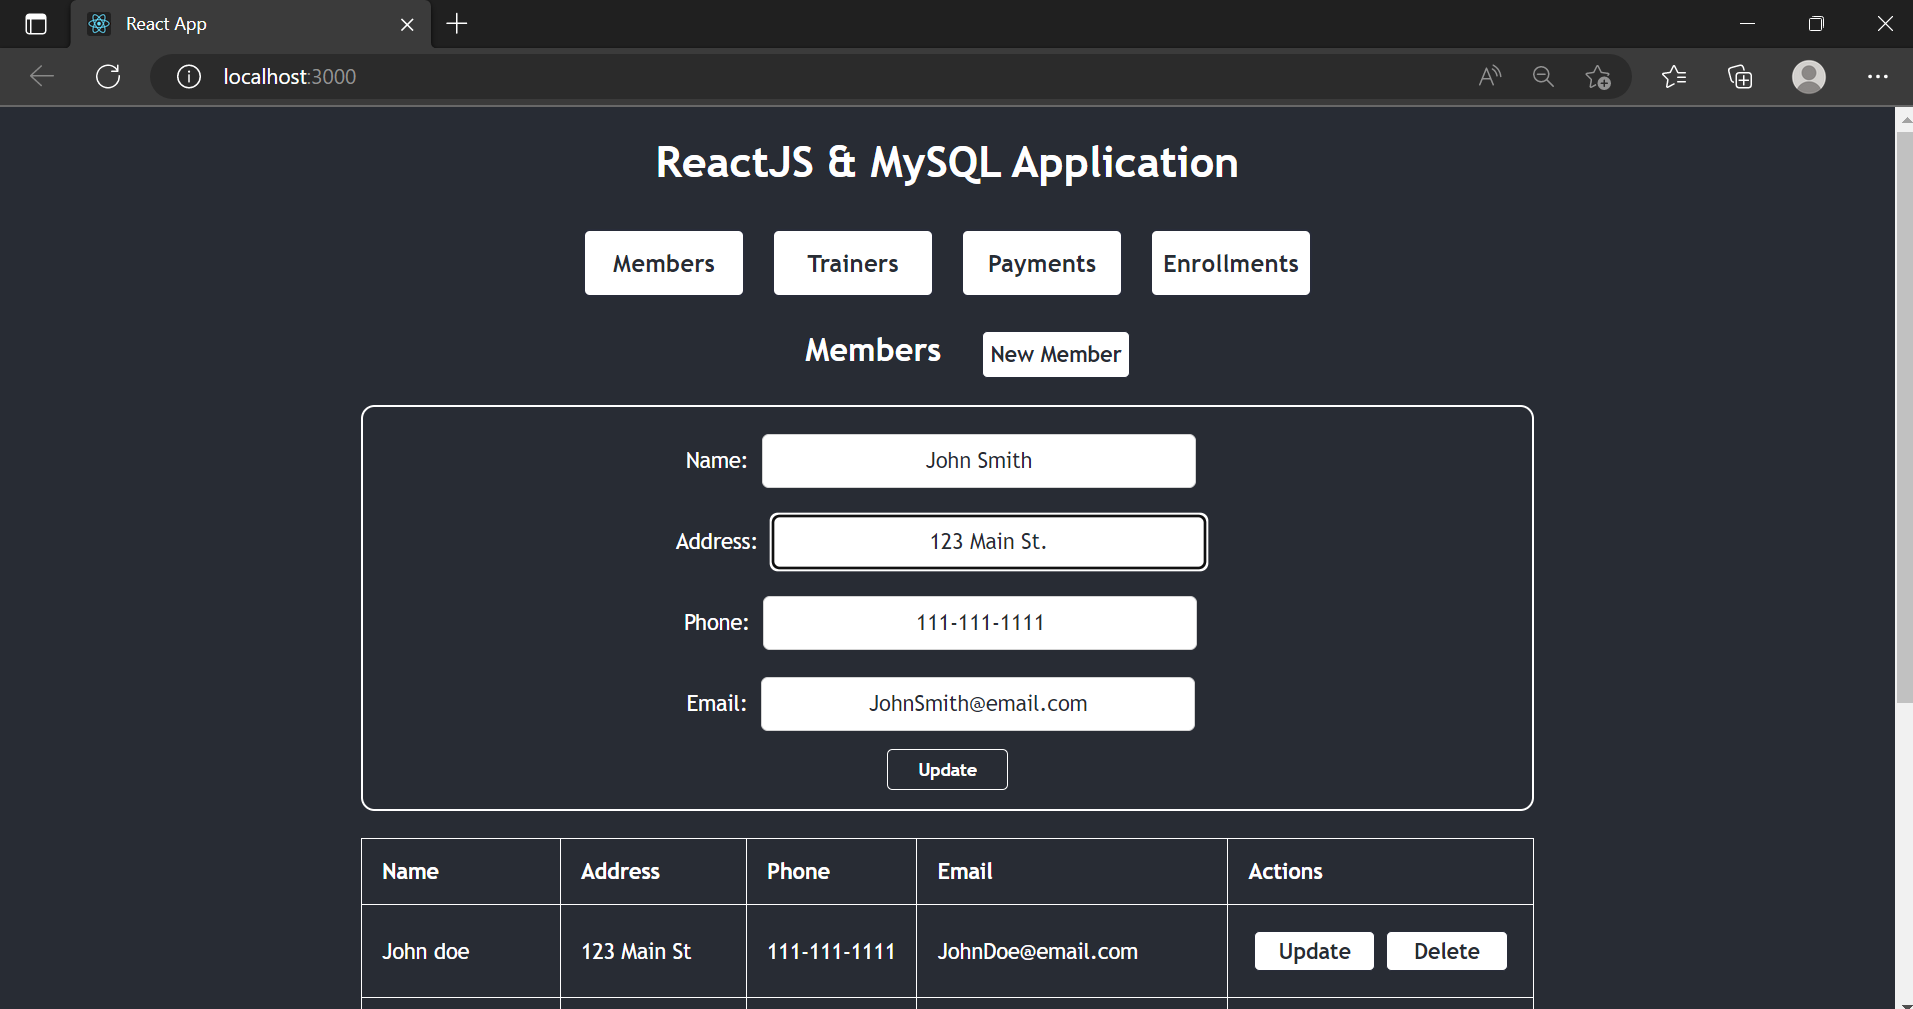 React App
localhost:3000
ReactJS & MySQL Application
Members Trainers Payments Enrollments
Members New Member
Name: John Smith
Address: 123 Main St.
Phone: 111-111-1111
Email: JohnSmith@email.com
Update
Name Address Phone Email Actions
John doe 123 Main St 111-111-1111 JohnDoe@email.com Update Delete